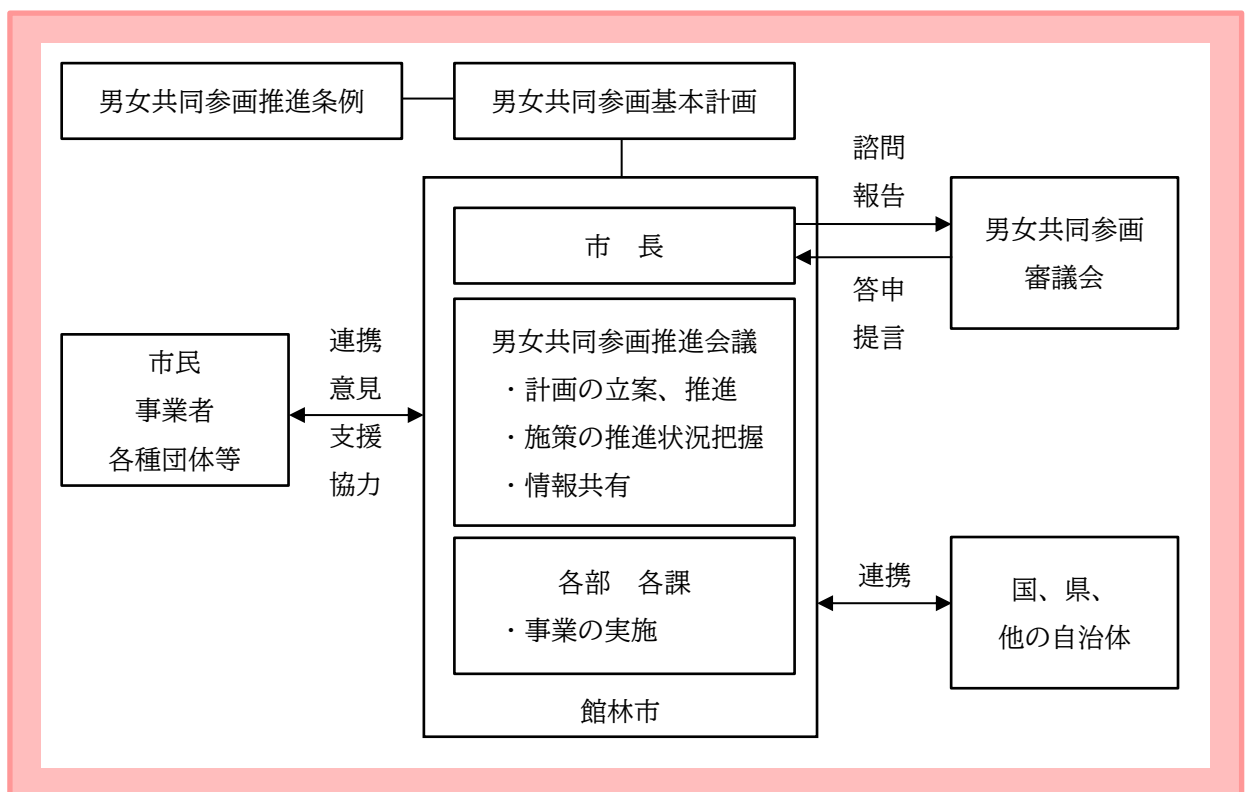 男女共同参画推進条例
男女共同参画基本計画
諮問
報告
市　長
男女共同参画
審議会
答申
提言
男女共同参画推進会議
・計画の立案、推進
・施策の推進状況把握
・情報共有
市民
事業者
各種団体等
連携
意見
支援
協力
各部　各課
・事業の実施
連携
国、県、
他の自治体
館林市